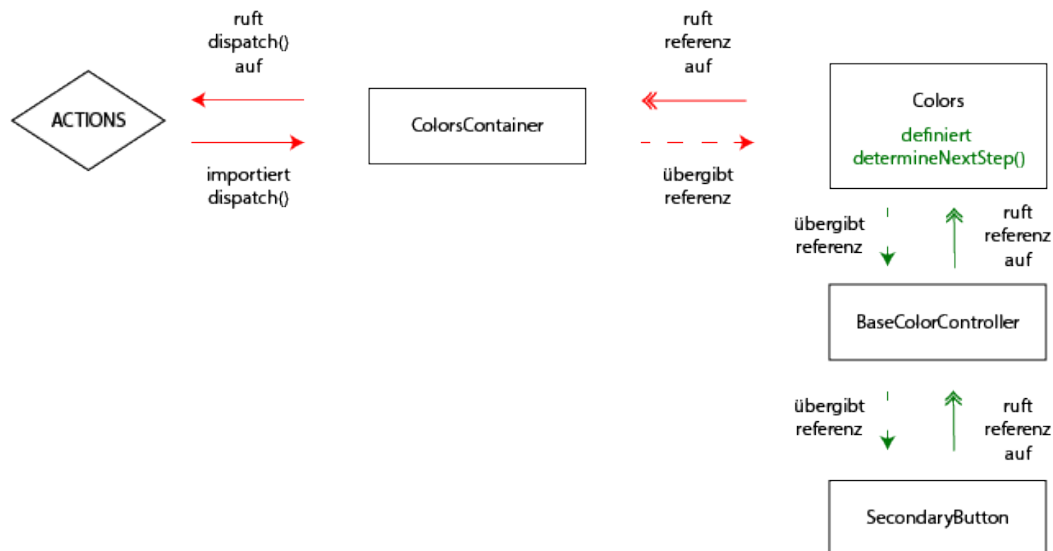 ruft
dispatch()
auf
ACTIONS
importiert
dispatch()
ColorsContainer
ruft
referenz
auf
übergibt
referenz
Colors
definiert
determineNextStep()
übergibt
referenz
ruft
referenz
auf
BaseColorController
übergibt
referenz
ruft
referenz
auf
SecondaryButton